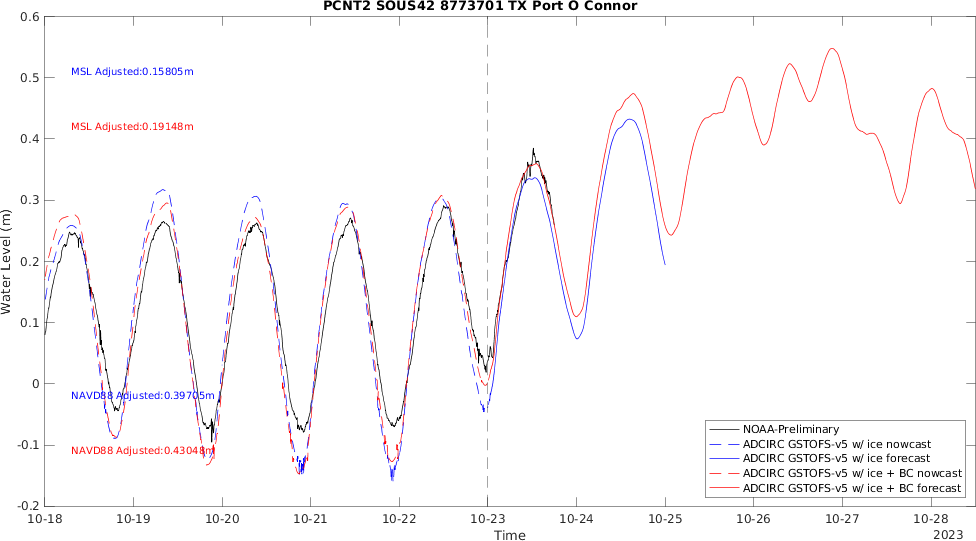 PCNT2 SOUS42 8773701 TX Port O Connor
0.6
0.5
0.4
0.3
0.2
0.1
0
-0.1
-0.2
Water Level (m)
MSL Adjusted:0.15805m
MSL Adjusted:0.19148m
NAVD88 Adjusted:0.39705m
NAVD88 Adjusted:0.43048m
NOAA-Preliminary
ADCIRC GSTOFS-v5 w/ ice nowcast
ADCIRC GSTOFS-v5 w/ ice forecast
ADCIRC GSTOFS-v5 w/ ice + BC nowcast
ADCIRC GSTOFS-v5 w/ ice + BC forecast
10-18 10-19 10-20 10-21 10-22 10-23 10-24 10-25 10-26 10-27 10-28
Time
2023